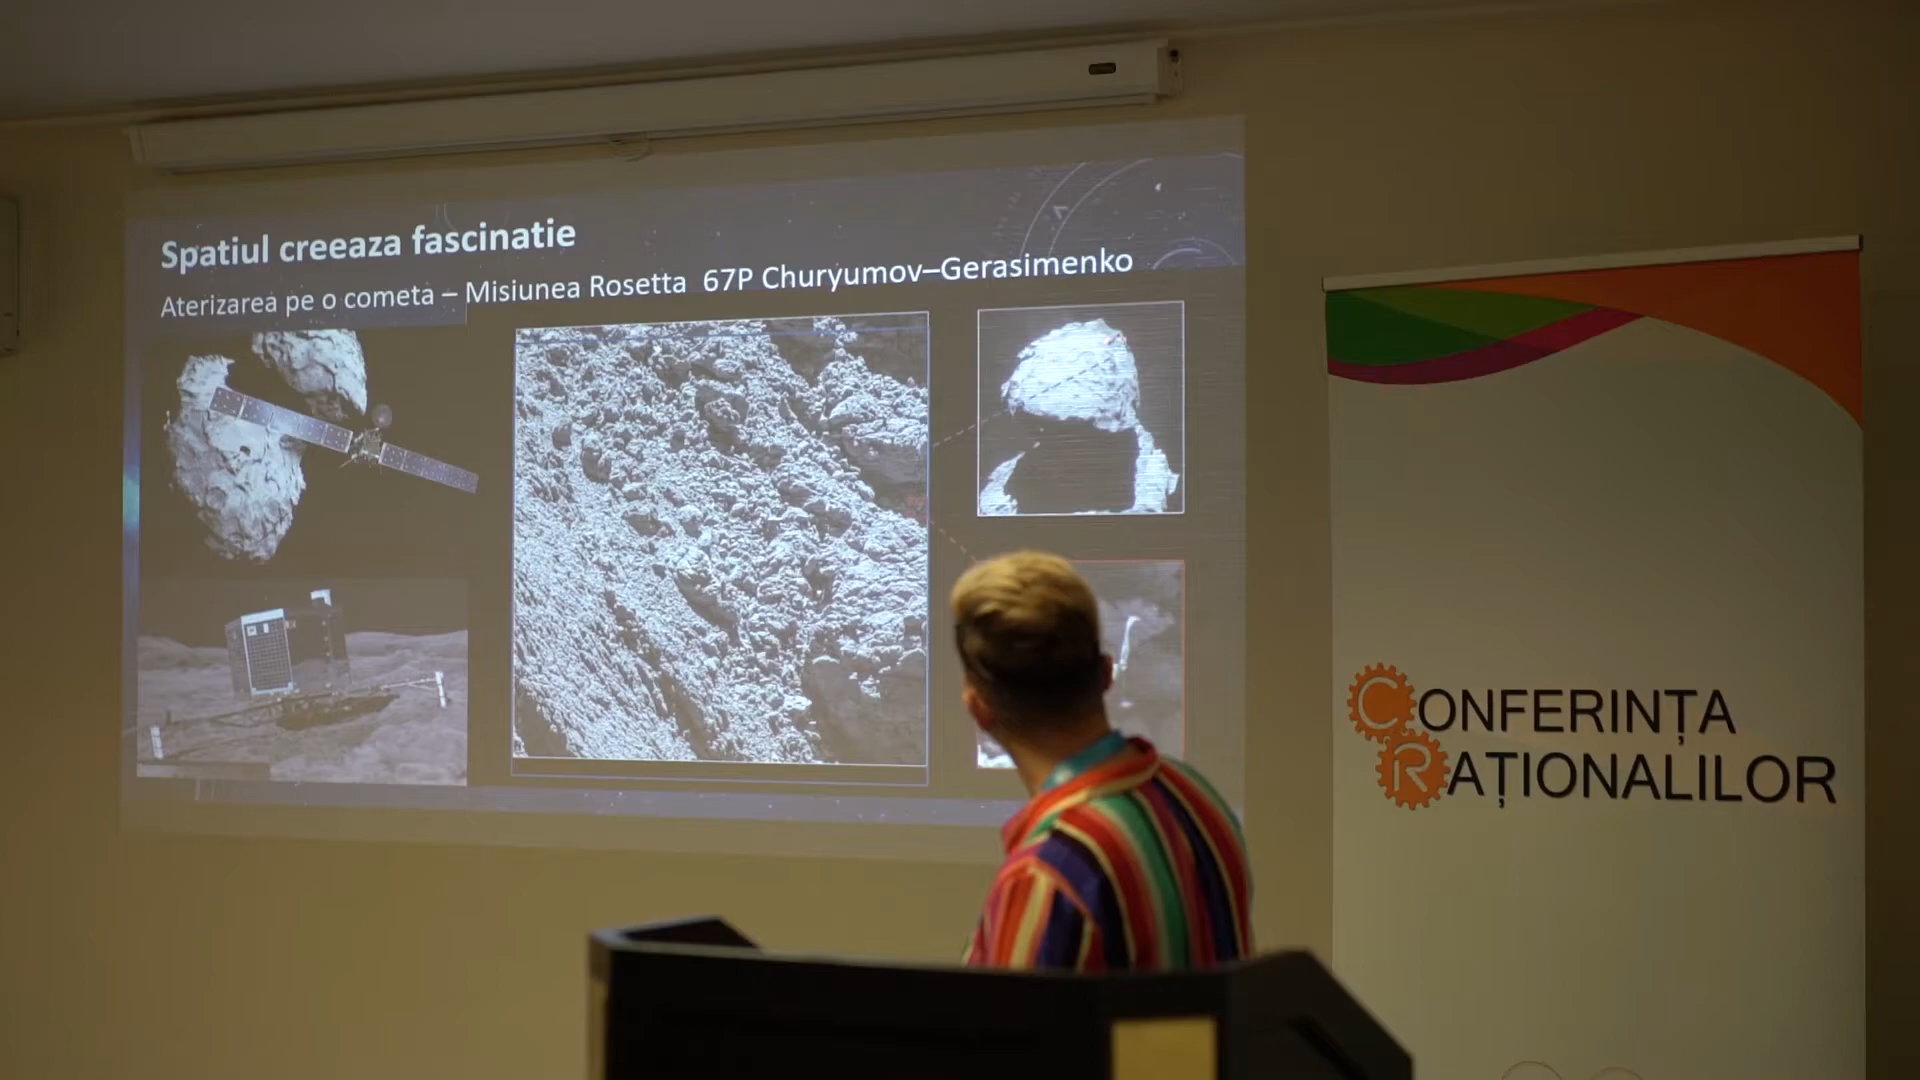 Spatiul creeaza fascinatie
Aterizarea pe o cometa – Misiunea Rosetta 67P Churyumov–Gerasimenko
CONFERINȚA
RAȚIONALILOR